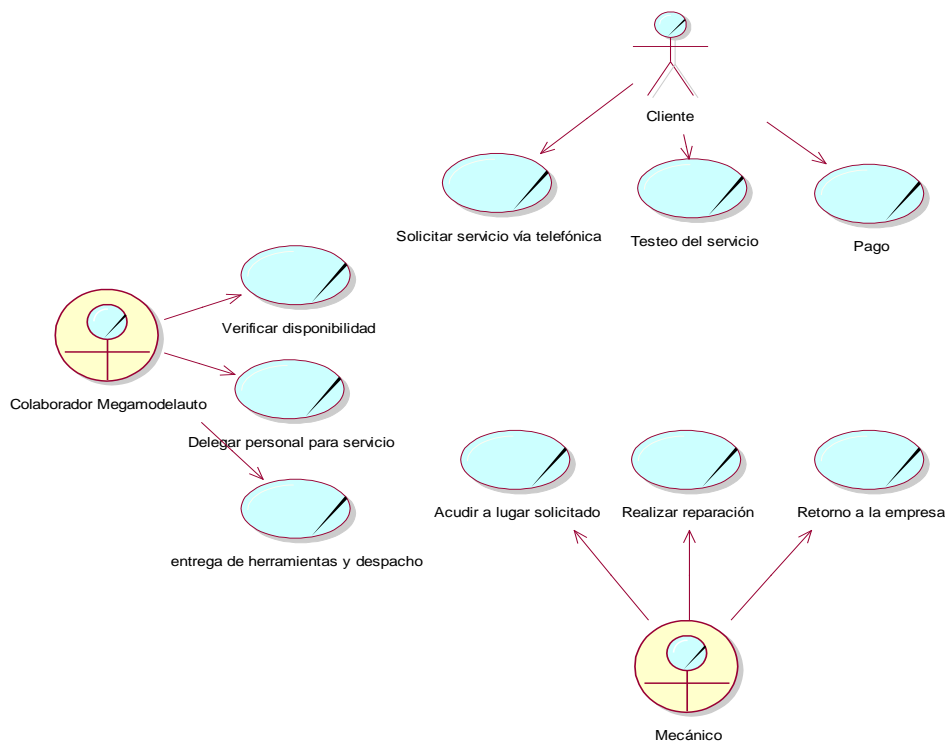 Cliente
Solicitar servicio vía telefónica
Testeo del servicio
Pago
Verificar disponibilidad
Colaborador Megamodelauto
Delegar personal para servicio
entrega de herramientas y despacho
Acudir a lugar solicitado
Realizar reparación
Retorno a la empresa
Mecánico